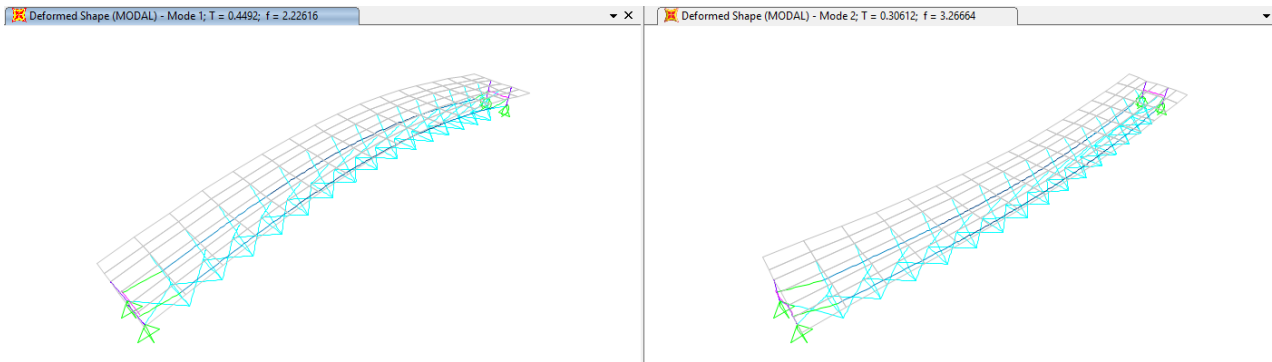 Deformed Shape (MODAL) - Mode 1; T = 0.4492; f = 2.22616
Deformed Shape (MODAL) - Mode 2; T = 0.30612; f = 3.26664